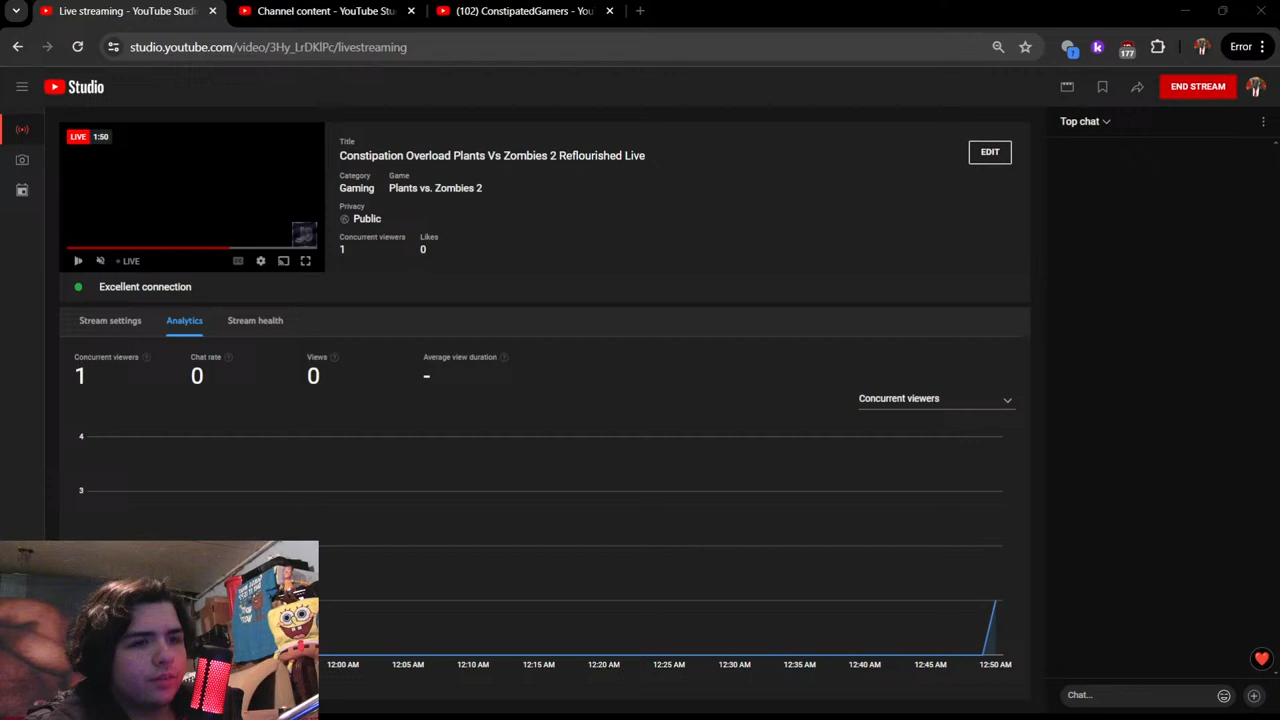 Live streaming - YouTube Studi
Channel content - YouTube Stu
(102) ConstipatedGamers - You
studio.youtube.com/video/3Hy_LrDKlPc/livestreaming
177
Error
Studio
END STREAM
LIVE 1:50
Title
Constipation Overload Plants Vs Zombies 2 Reflourished Live
EDIT
Category Game
Gaming Plants vs. Zombies 2
Privacy
Public
Concurrent viewers Likes
1 0
LIVE
Excellent connection
Top chat
Stream settings Analytics Stream health
Concurrent viewers Chat rate Views Average view duration
1 0 0 -
Concurrent viewers
4
3
12:00 AM 12:05 AM 12:10 AM 12:15 AM 12:20 AM 12:25 AM 12:30 AM 12:35 AM 12:40 AM 12:45 AM 12:50 AM
Chat...